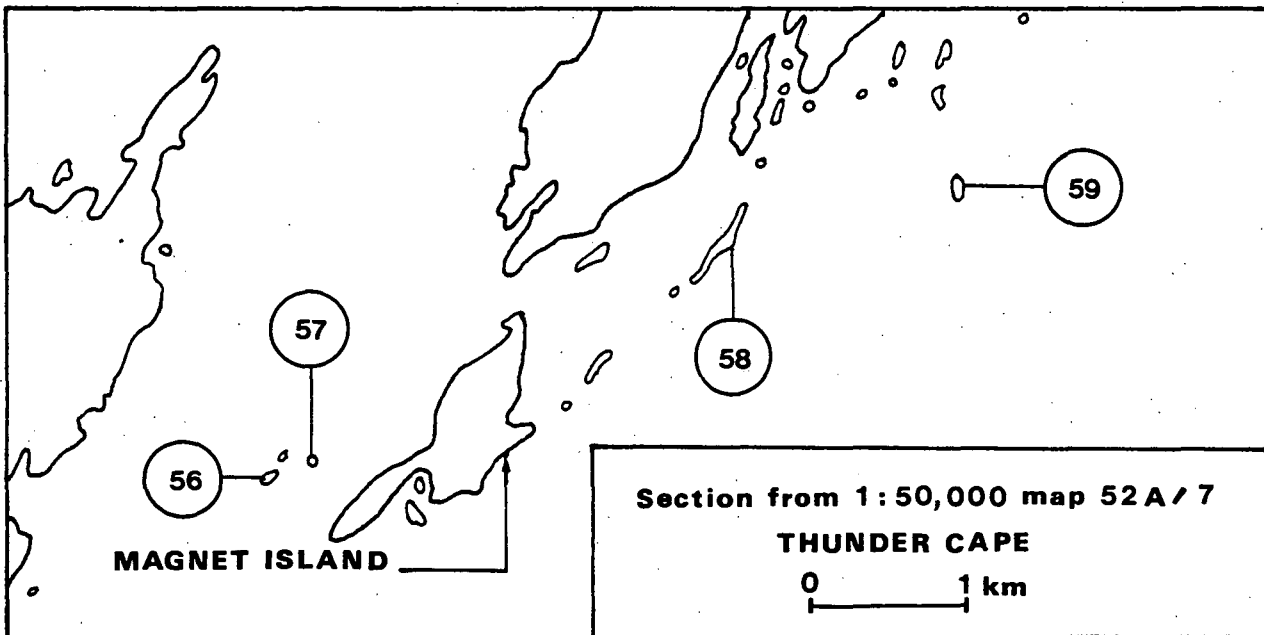 59
57
58
56
Section from 1:50,000 map 52A/7
THUNDER CAPE
MAGNET ISLAND
0 1 km